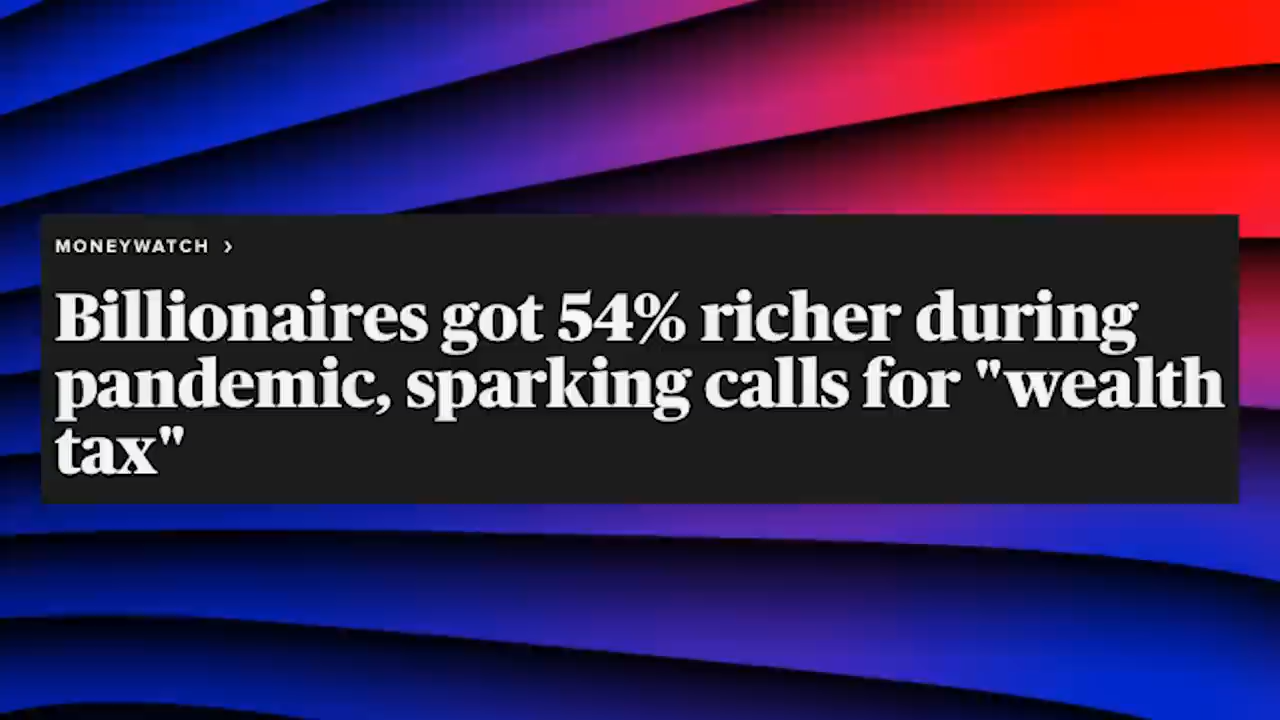 MONEYWATCH ›
Billionaires got 54% richer during
pandemic, sparking calls for "wealth
tax"